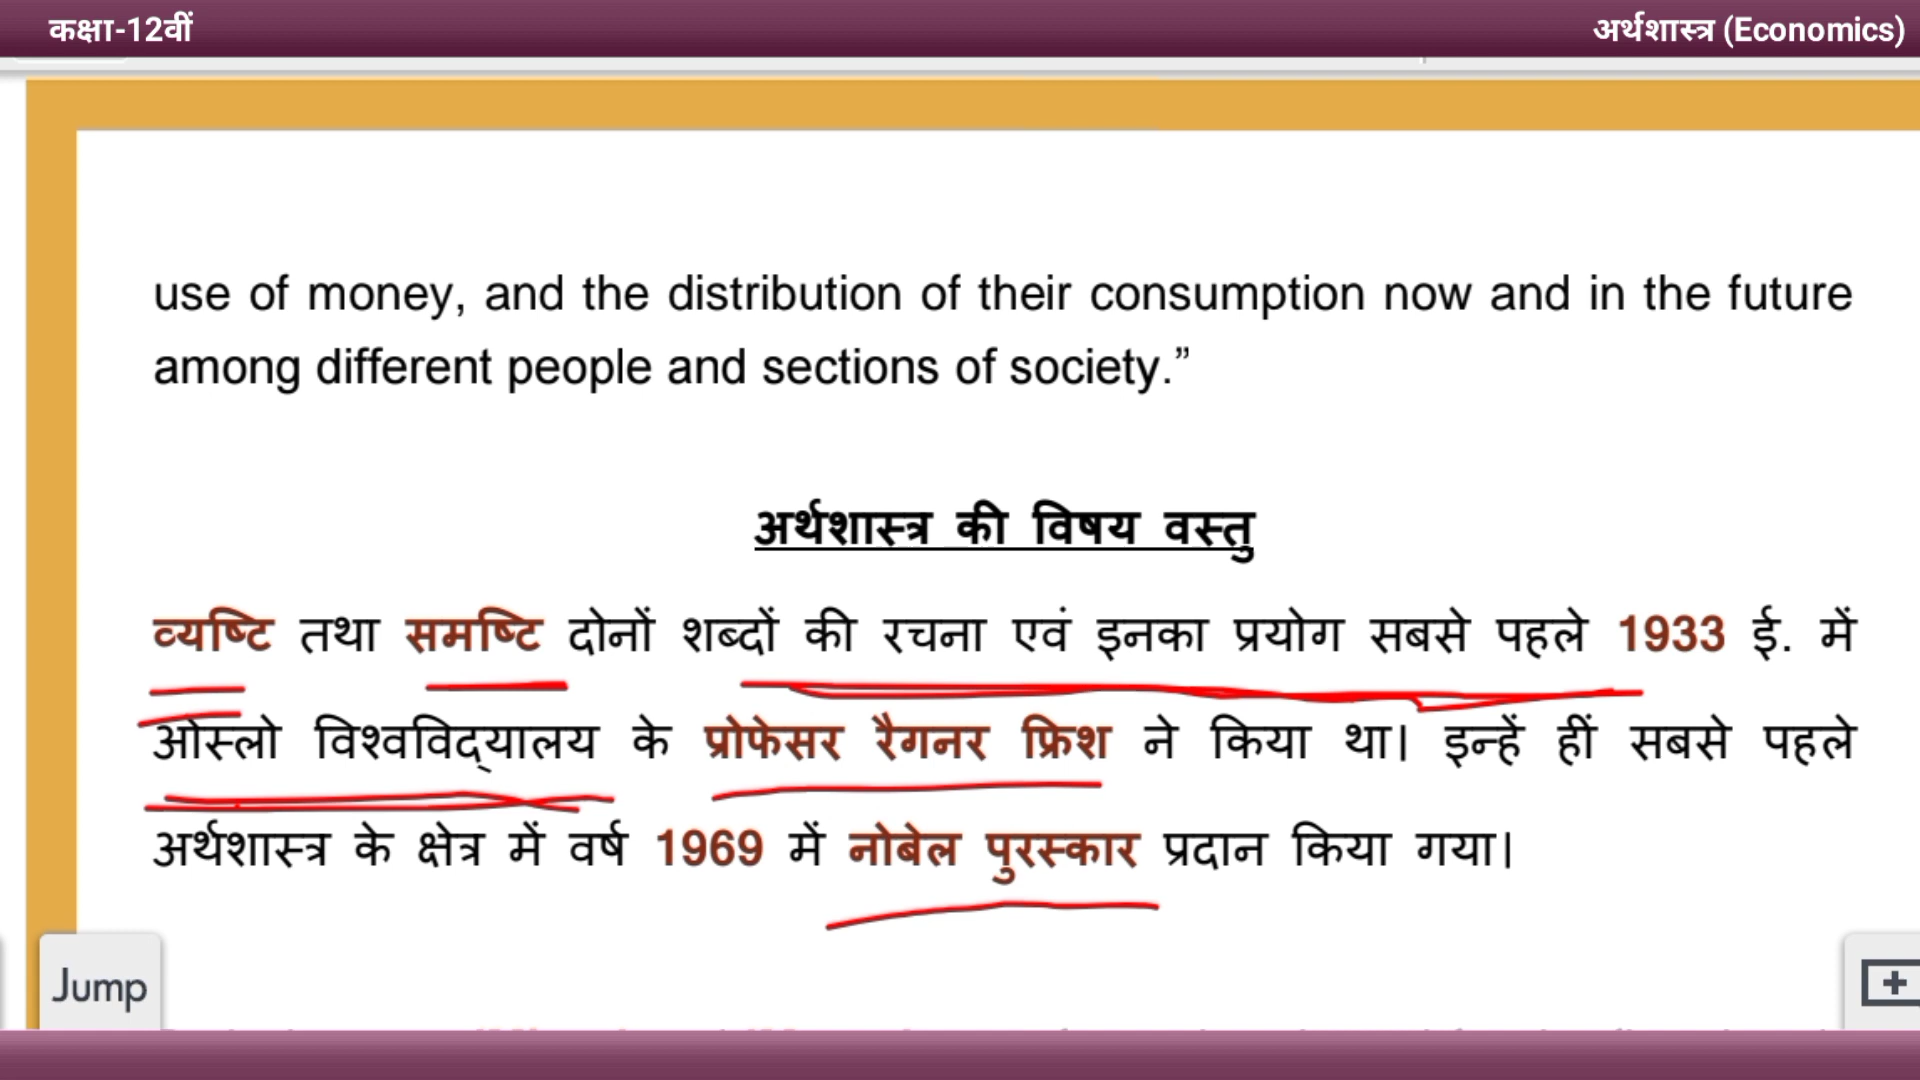 कक्षा-12वीं
अर्थशास्त्र (Economics)
use of money, and the distribution of their consumption now and in the future
among different people and sections of society.”
अर्थशास्त्र की विषय वस्तु
व्यष्टि तथा समष्टि दोनों शब्दों की रचना एवं इनका प्रयोग सबसे पहले 1933 ई. में
ओस्लो विश्वविद्‌यालय के प्रोफेसर रैगनर फ्रिश ने किया था। इन्हें हीं सबसे पहले
अर्थशास्त्र के क्षेत्र में वर्ष 1969 में नोबेल पुरस्कार प्रदान किया गया।
Jump